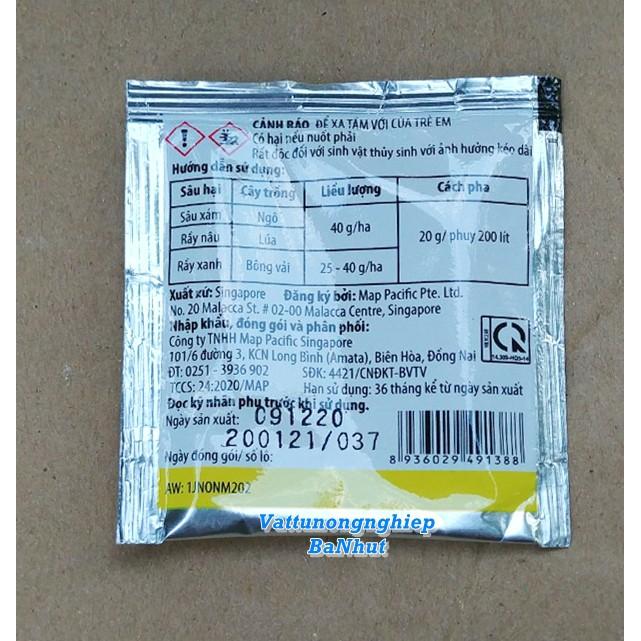 CẢNH BÁO: ĐỂ XA TẦM VỚI CỦA TRẺ EM
Có hại nếu nuốt phải
Rất độc đối với sinh vật thủy sinh với ảnh hưởng kéo dài
Hướng dẫn sử dụng:
Sâu hại Cây trồng Liều lượng Cách pha
Sâu xám Ngô 40 g/ha 20 g/ phuy 200 lít
Rầy nâu Lúa
Rầy xanh Bông vải 25 - 40 g/ha
Xuất xứ: Singapore Đăng ký bởi: Map Pacific Pte. Ltd.
No. 20 Malacca St. # 02-00 Malacca Centre, Singapore
Nhập khẩu, đóng gói và phân phối:
Công ty TNHH Map Pacific Singapore
101/6 đường 3, KCN Long Bình (Amata), Biên Hòa, Đồng Nai
ĐT: 0251 - 3936 902 SĐK: 4421/CNĐKT-BVTV
TCCS: 24:2020/MAP Hạn sử dụng: 36 tháng kể từ ngày sản xuất
Đọc kỹ nhãn phụ trước khi sử dụng.
Ngày sản xuất: 091220
200121/037
Ngày đóng gói/ số lô:
8 936029 491388
AW: 1JNONM202
Vattunongnghiep
BaNhut